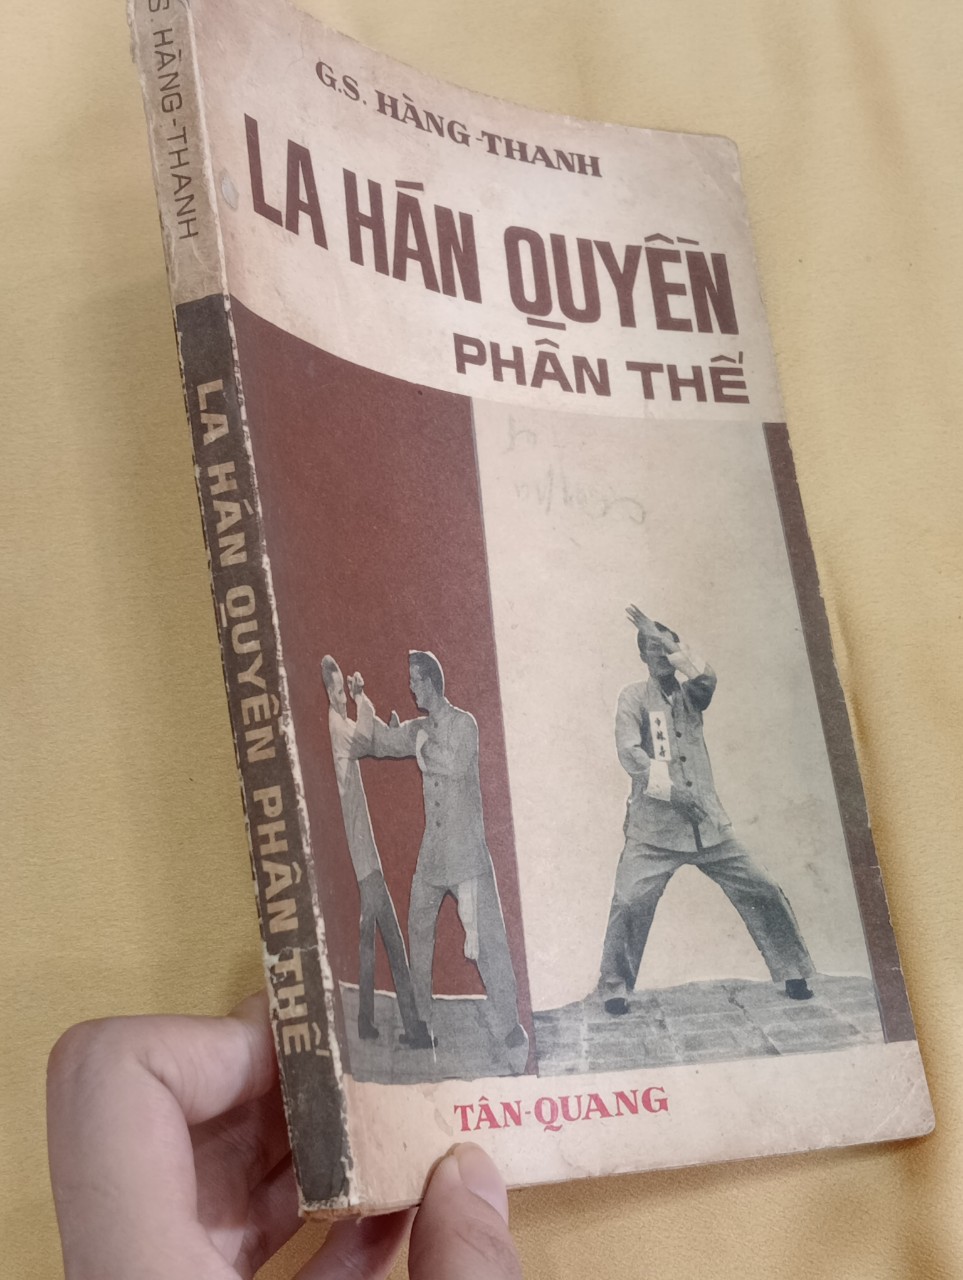 G.S. HÀNG-THANH
LA HÁN QUYỀN
PHÂN THẾ
TÂN-QUANG
S. HÀNG-THANH
LA HÁN QUYỀN PHÂN THẾ